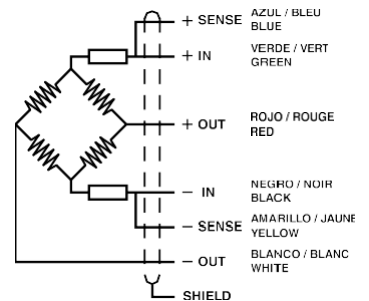 + SENSE AZUL / BLEU
BLUE
+ IN VERDE / VERT
GREEN
+ OUT ROJO / ROUGE
RED
− IN NEGRO / NOIR
BLACK
− SENSE AMARILLO / JAUNE
YELLOW
− OUT BLANCO / BLANC
WHITE
SHIELD